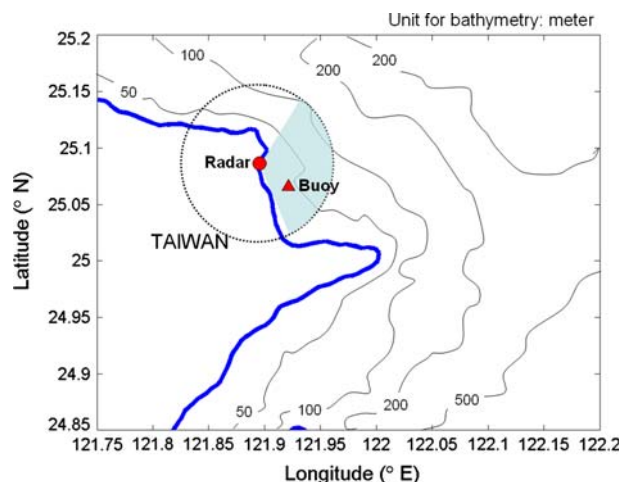 Unit for bathymetry: meter
25.2
25.15
25.1
25.05
25
24.95
24.9
24.85
Latitude (° N)
100
200
200
50
Radar
Buoy
TAIWAN
50
100
200
500
121.75 121.8 121.85 121.9 121.95 122 122.05 122.1 122.15 122.2
Longitude (° E)